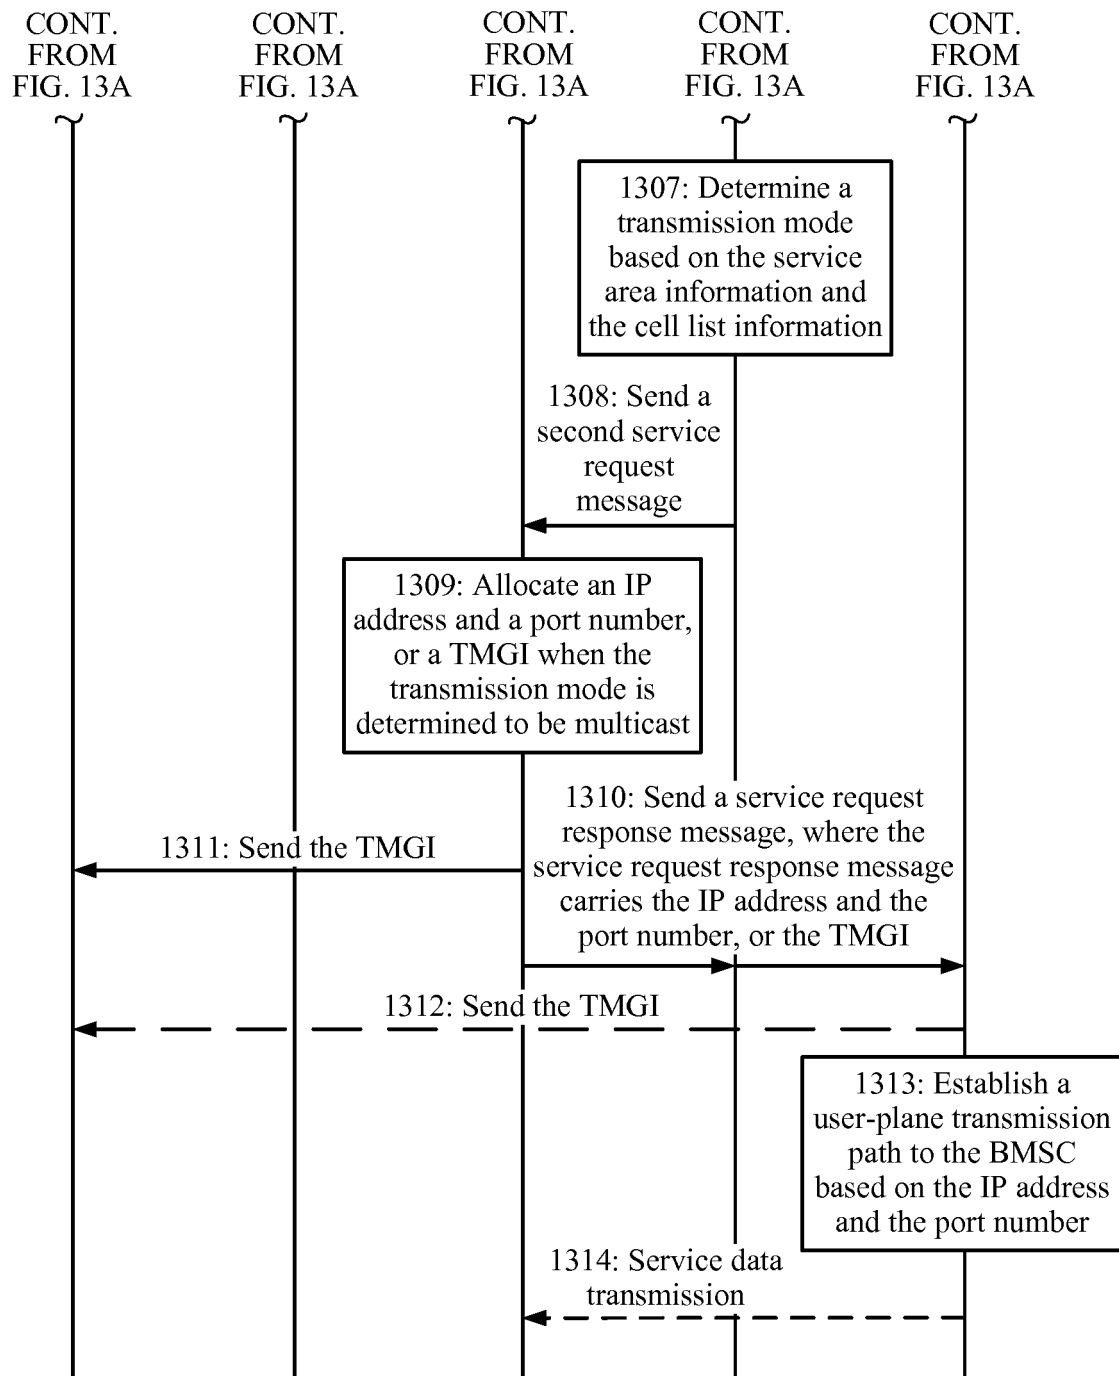 CONT.
FROM
FIG. 13A
CONT.
FROM
FIG. 13A
CONT.
FROM
FIG. 13A
CONT.
FROM
FIG. 13A
CONT.
FROM
FIG. 13A
1307: Determine a
transmission mode
based on the service
area information and
the cell list information
1308: Send a
second service
request
message
1309: Allocate an IP
address and a port number,
or a TMGI when the
transmission mode is
determined to be multicast
1310: Send a service request
response message, where the
service request response message
carries the IP address and the
port number, or the TMGI
1311: Send the TMGI
1312: Send the TMGI
1313: Establish a
user-plane transmission
path to the BMSC
based on the IP address
and the port number
1314: Service data
transmission